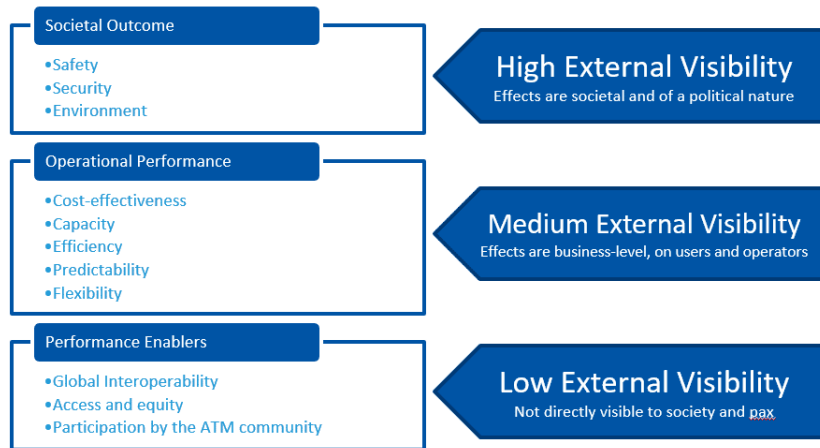 Societal Outcome
•Safety
•Security
•Environment
High External Visibility
Effects are societal and of a political nature
Operational Performance
•Cost-effectiveness
•Capacity
•Efficiency
•Predictability
•Flexibility
Medium External Visibility
Effects are business-level, on users and operators
Performance Enablers
•Global Interoperability
•Access and equity
•Participation by the ATM community
Low External Visibility
Not directly visible to society and pax